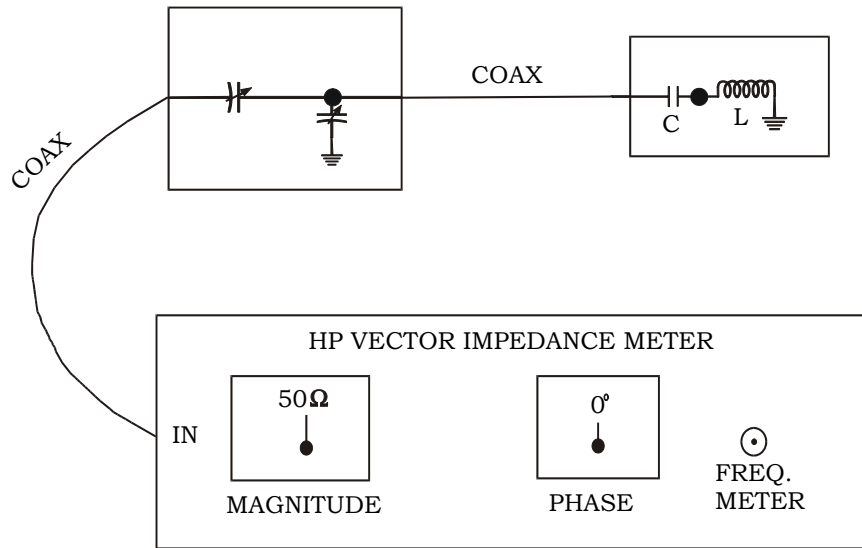 COAX
C
L
COAX
HP VECTOR IMPEDANCE METER
50Ω
0°
IN
FREQ.
METER
MAGNITUDE
PHASE